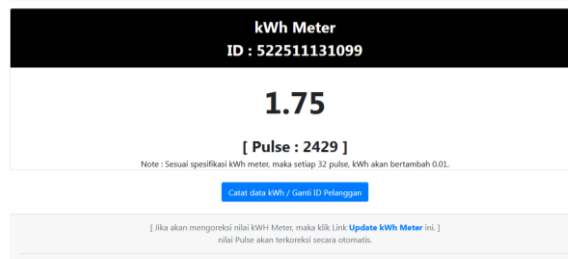 kWh Meter
ID : 522511131099
1.75
[ Pulse : 2429 ]
Note : Sesuai spesifikasi kWh meter, maka setiap 32 pulse, kWh akan bertambah 0.01.
Catat data kWh / Ganti ID Pelanggan
[ Jika akan mengoreksi nilai kWH Meter, maka klik Link Update kWh Meter ini. ]
nilai Pulse akan terkoreksi secara otomatis.